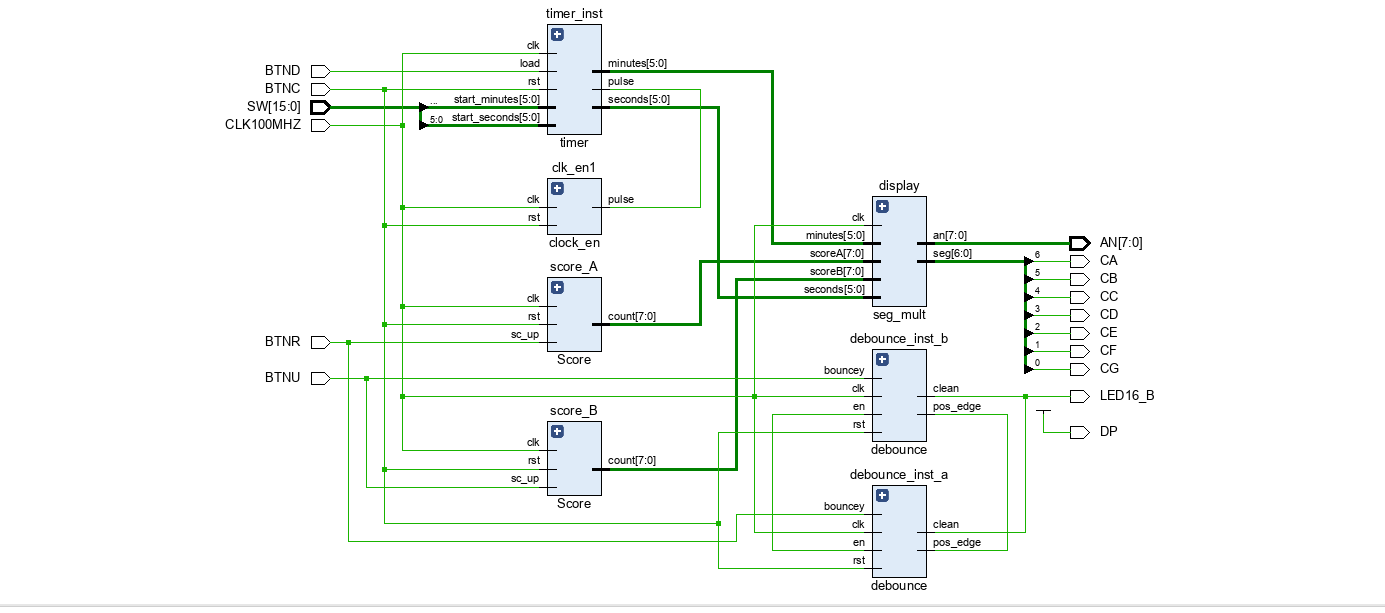 BTND
BTNC
SW[15:0]
CLK100MHZ
BTNR
BTNU
timer_inst
clk
load
rst
...
start_minutes[5:0]
5:0
start_seconds[5:0]
minutes[5:0]
pulse
seconds[5:0]
timer
clk_en1
clk
rst
pulse
clock_en
score_A
clk
rst
sc_up
count[7:0]
Score
score_B
clk
rst
sc_up
count[7:0]
Score
display
clk
minutes[5:0]
scoreA[7:0]
scoreB[7:0]
seconds[5:0]
an[7:0]
seg[6:0]
seg_mult
debounce_inst_b
bouncey
clk
en
rst
clean
pos_edge
debounce
debounce_inst_a
bouncey
clk
en
rst
clean
pos_edge
debounce
AN[7:0]
6 CA
5 CB
4 CC
3 CD
2 CE
1 CF
0 CG
LED16_B
DP